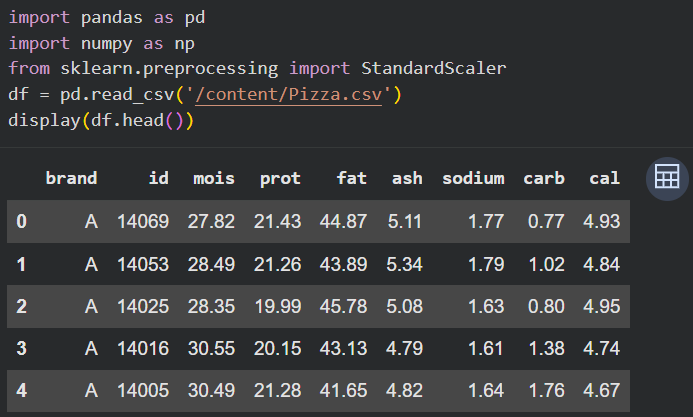 import pandas as pd
import numpy as np
from sklearn.preprocessing import StandardScaler
df = pd.read_csv('/content/Pizza.csv')
display(df.head())
brand id mois prot fat ash sodium carb cal
0 A 14069 27.82 21.43 44.87 5.11 1.77 0.77 4.93
1 A 14053 28.49 21.26 43.89 5.34 1.79 1.02 4.84
2 A 14025 28.35 19.99 45.78 5.08 1.63 0.80 4.95
3 A 14016 30.55 20.15 43.13 4.79 1.61 1.38 4.74
4 A 14005 30.49 21.28 41.65 4.82 1.64 1.76 4.67